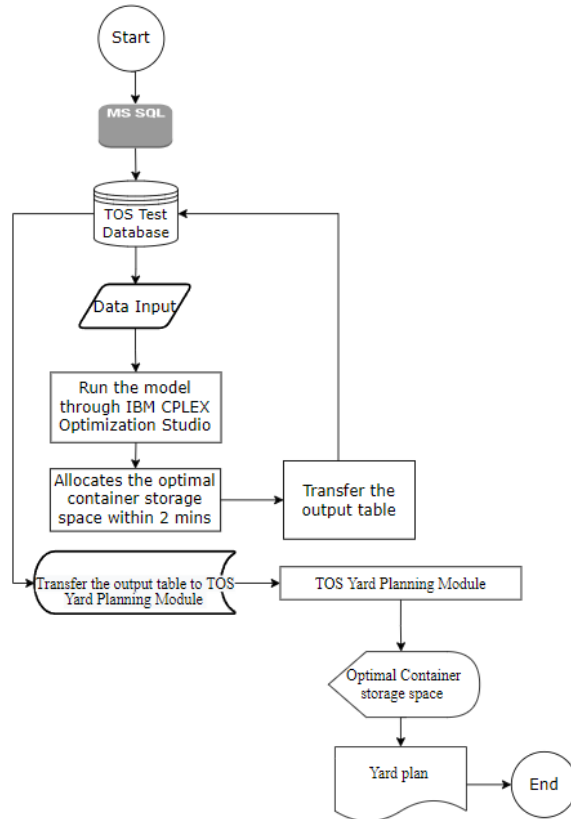 Start
MS SQL
TOS Test
Database
Data Input
Run the model
through IBM CPLEX
Optimization Studio
Allocates the optimal
container storage
space within 2 mins
Transfer the
output table
Transfer the output table to TOS
Yard Planning Module
TOS Yard Planning Module
Optimal Container
storage space
Yard plan
End